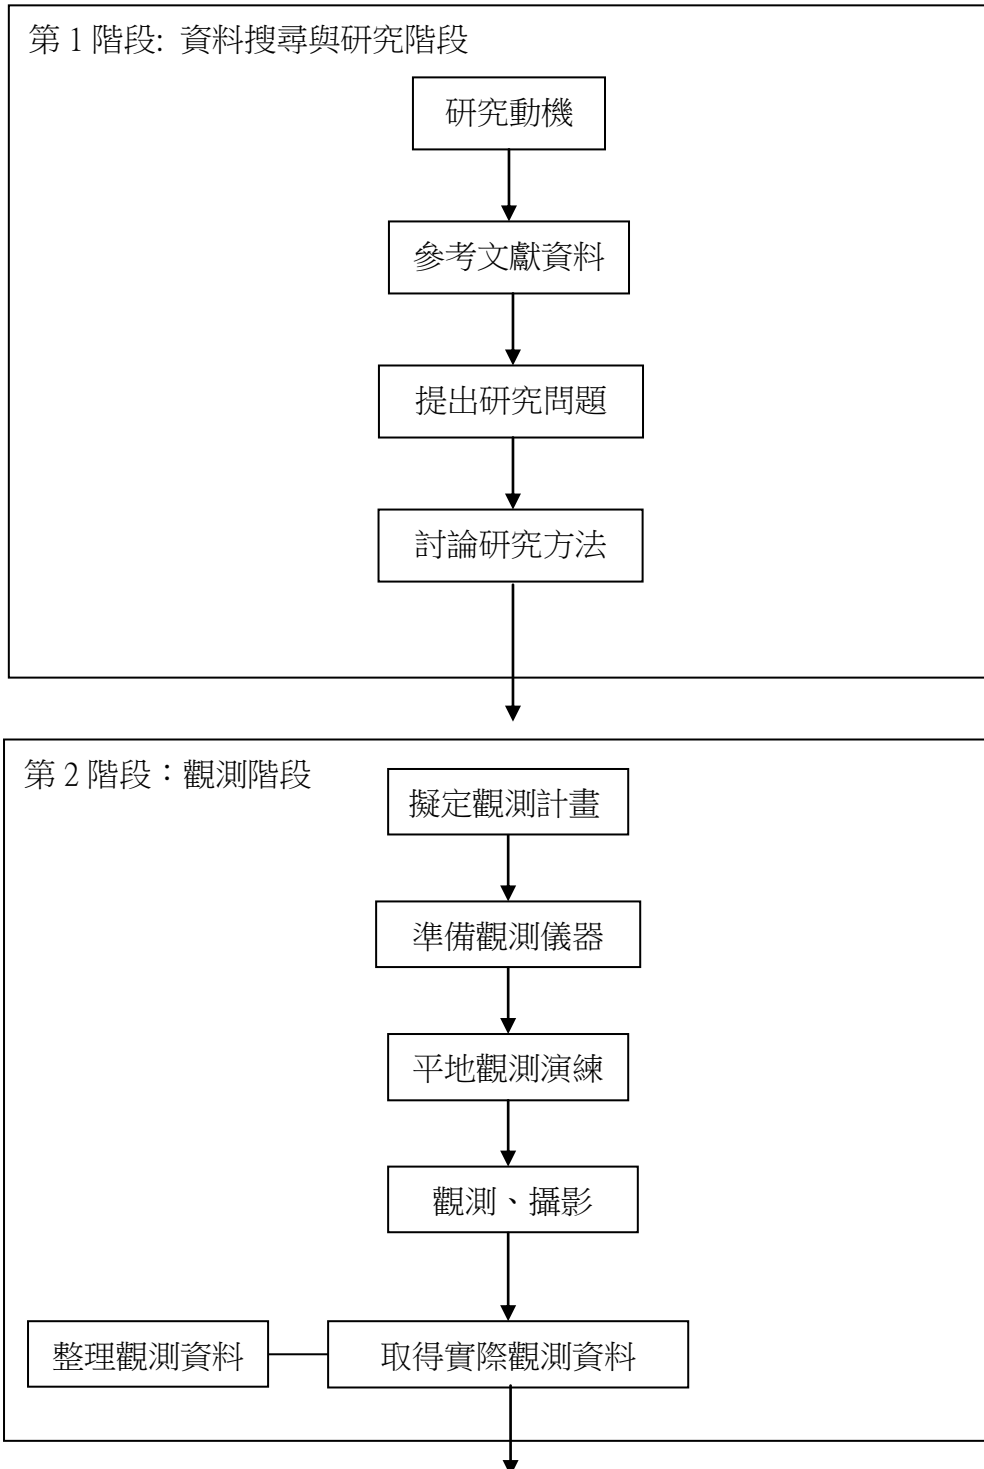 第 1 階段: 資料搜尋與研究階段
研究動機
參考文獻資料
提出研究問題
討論研究方法
第 2 階段：觀測階段
擬定觀測計畫
準備觀測儀器
平地觀測演練
觀測、攝影
整理觀測資料
取得實際觀測資料